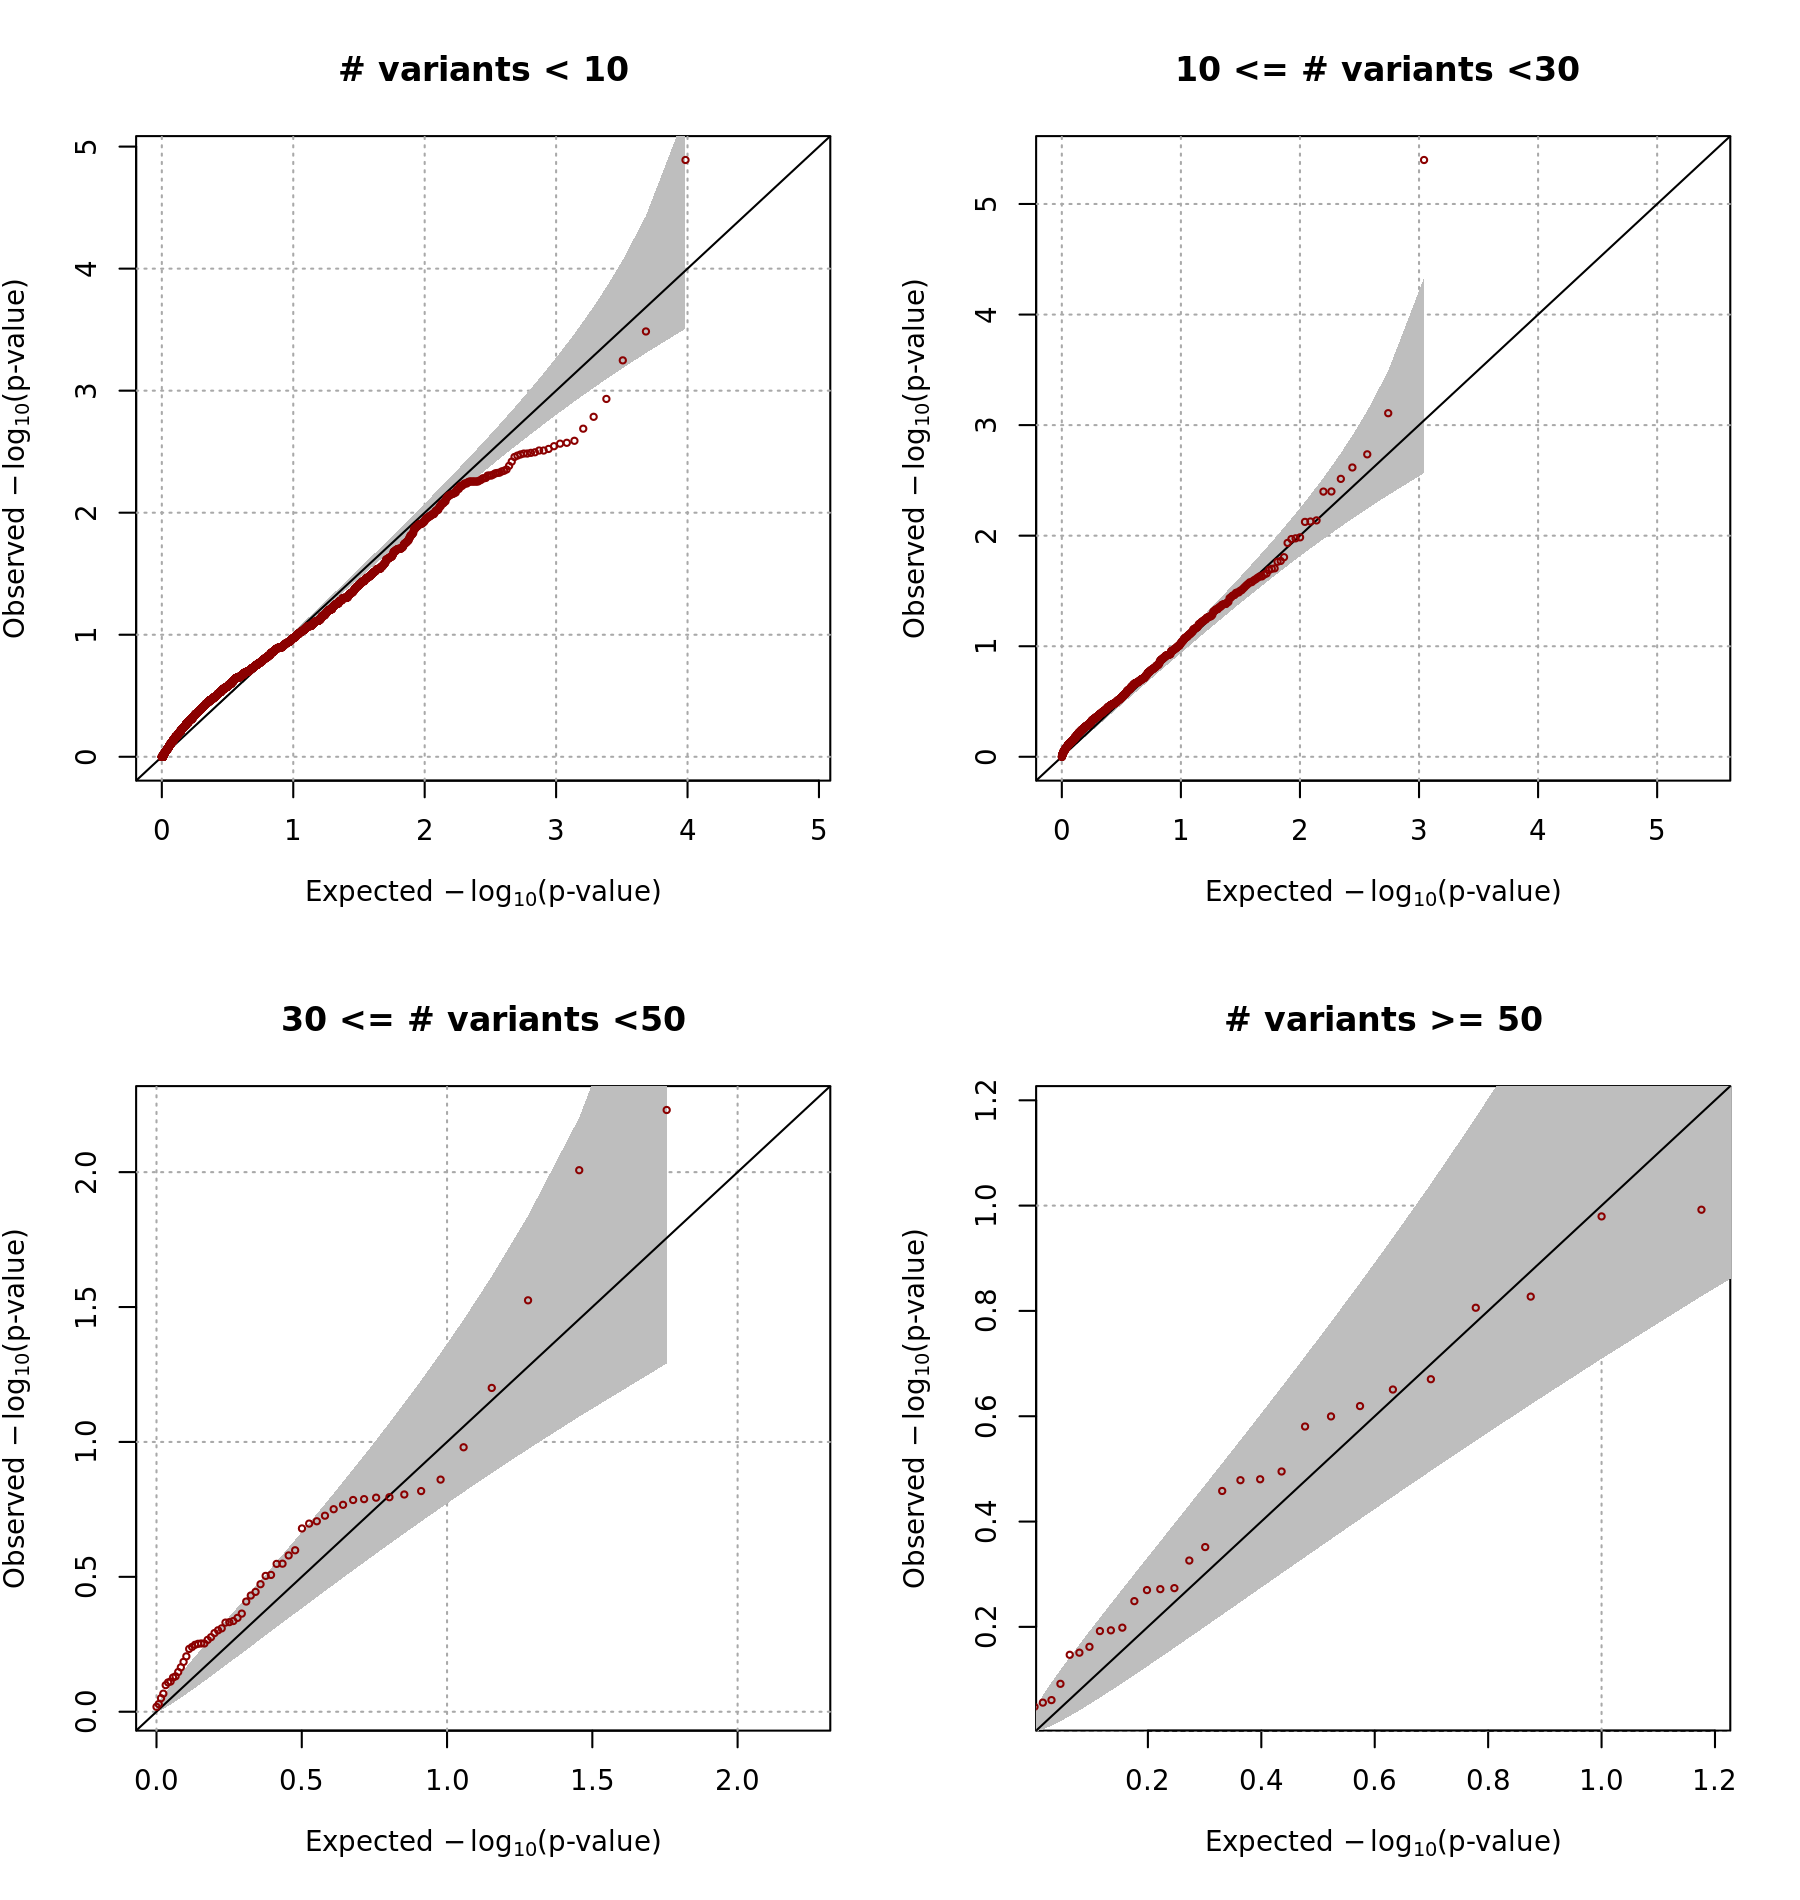 # variants < 10
5
4
3
2
1
0
Observed −log10(p-value)
0 1 2 3 4 5
Expected −log10(p-value)
10 <= # variants <30
5
4
3
2
1
0
Observed −log10(p-value)
0 1 2 3 4 5
Expected −log10(p-value)
30 <= # variants <50
2.0
1.5
1.0
0.5
0.0
Observed −log10(p-value)
0.0 0.5 1.0 1.5 2.0
Expected −log10(p-value)
# variants >= 50
1.2
1.0
0.8
0.6
0.4
0.2
Observed −log10(p-value)
0.2 0.4 0.6 0.8 1.0 1.2
Expected −log10(p-value)